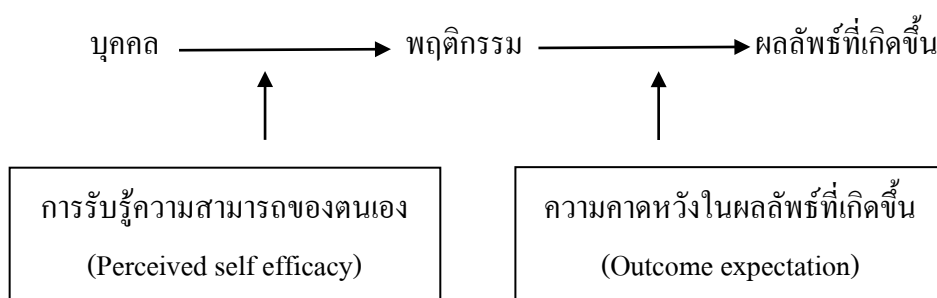 บุคคล พฤติกรรม ผลลัพธ์ที่เกิดขึ้น
การรับรู้ความสามารถของตนเอง
(Perceived self efficacy)
ความคาดหวังในผลลัพธ์ที่เกิดขึ้น
(Outcome expectation)